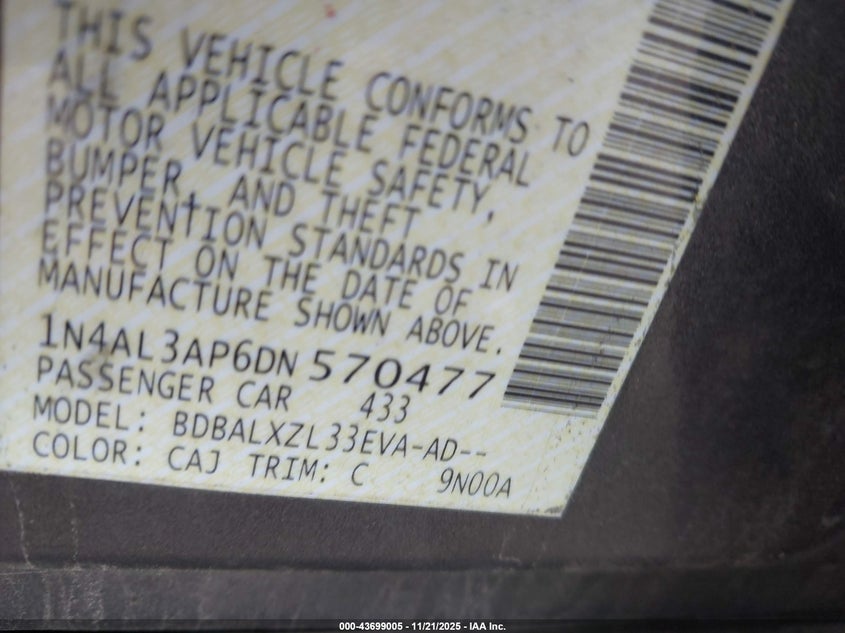 THIS VEHICLE CONFORMS TO
ALL APPLICABLE FEDERAL
MOTOR VEHICLE SAFETY,
BUMPER, AND THEFT
PREVENTION STANDARDS IN
EFFECT ON THE DATE OF
MANUFACTURE SHOWN ABOVE.
1N4AL3AP6DN570477
PASSENGER CAR 433
MODEL: BDBALXZL33EVA-AD--
COLOR: CAJ TRIM: C 9N00A
000-43699005 - 11/21/2025 - IAA Inc.